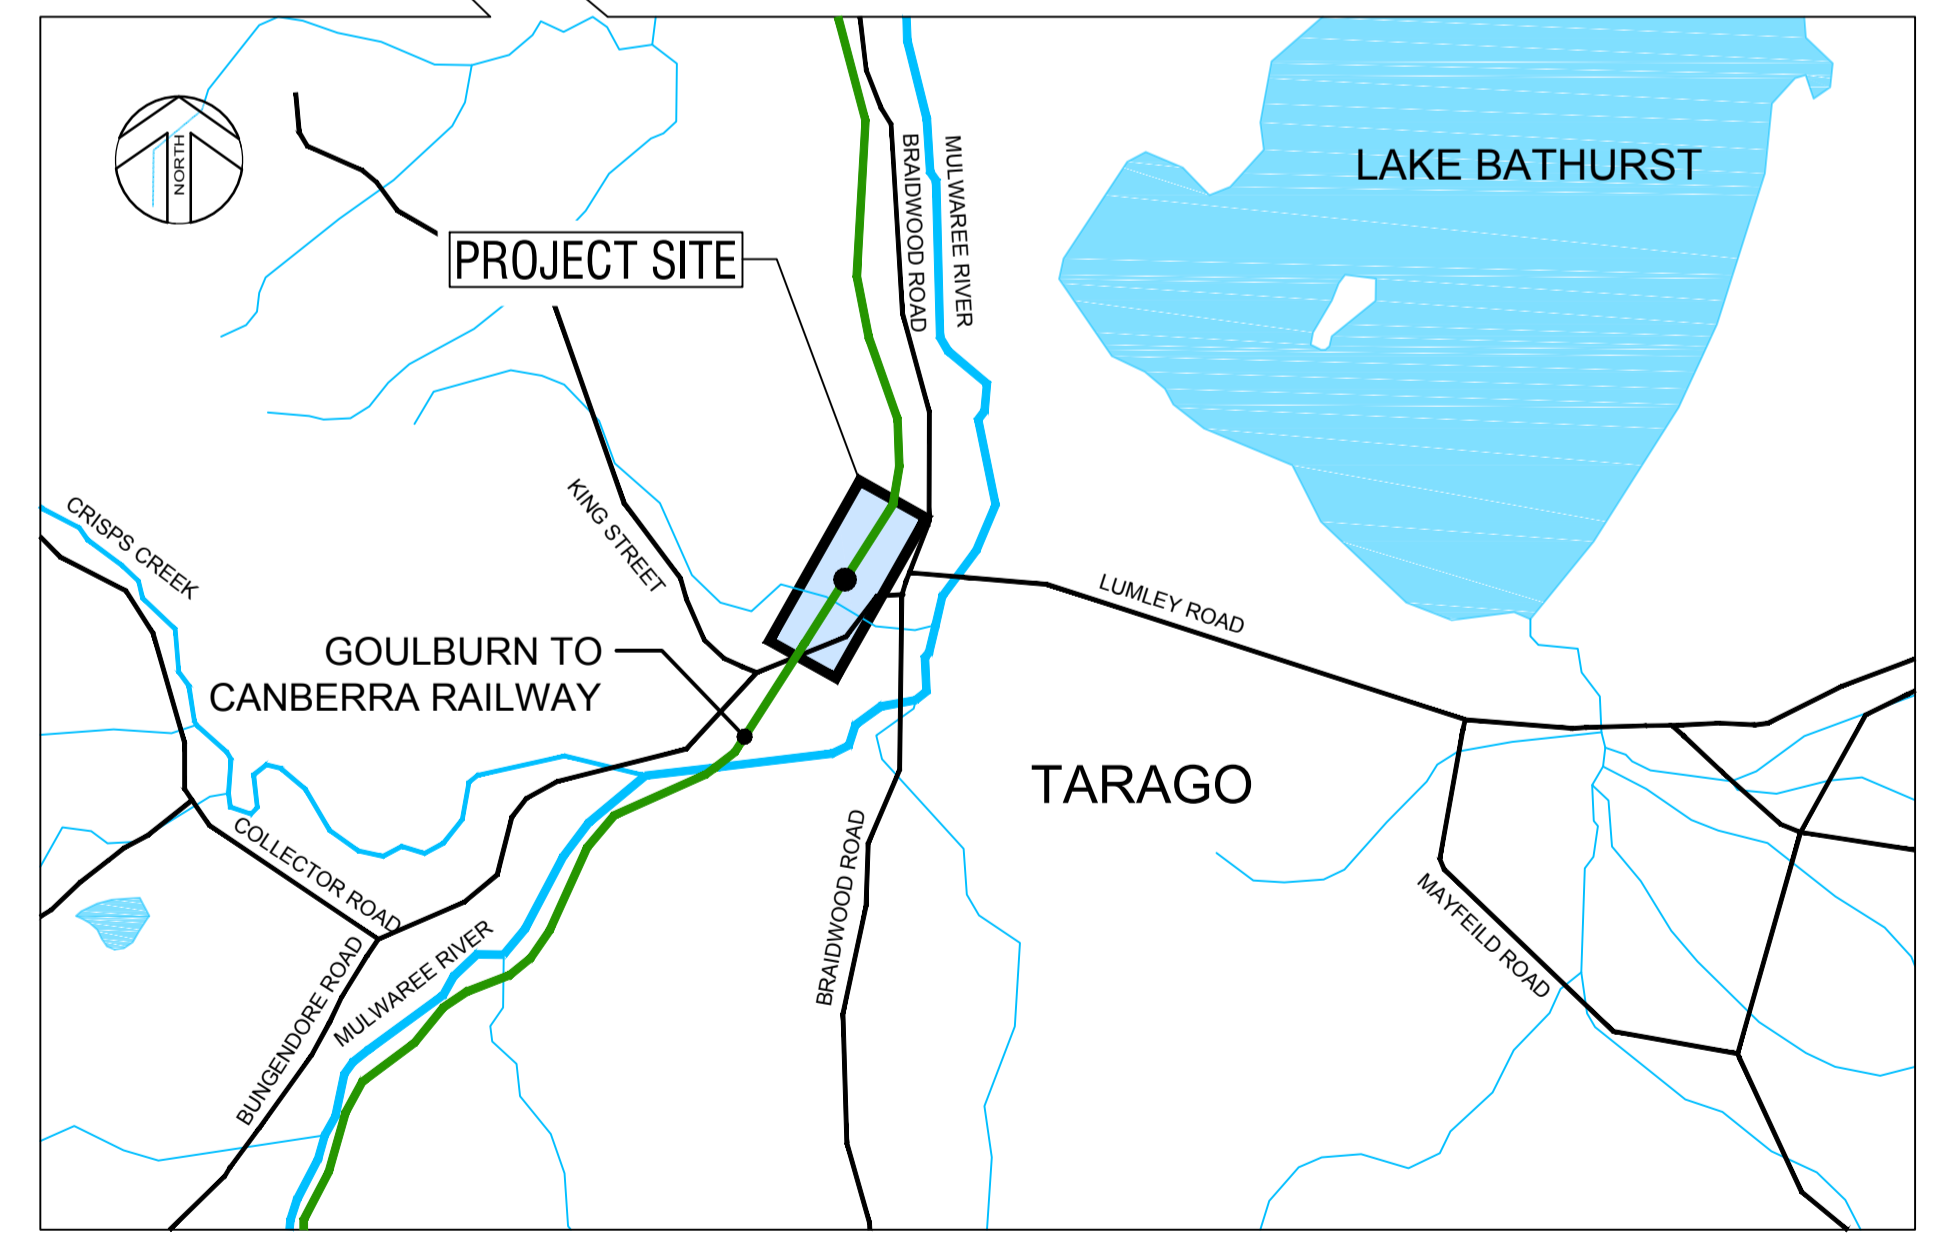 NORTH
BRAIDWOOD ROAD
MULWAREE RIVER
LAKE BATHURST
PROJECT SITE
CRISPS CREEK
KING STREET
LUMLEY ROAD
GOULBURN TO
CANBERRA RAILWAY
TARAGO
COLLECTOR ROAD
BRAIDWOOD ROAD
MAYFEILD ROAD
MULWAREE RIVER
BUNGENDORE ROAD